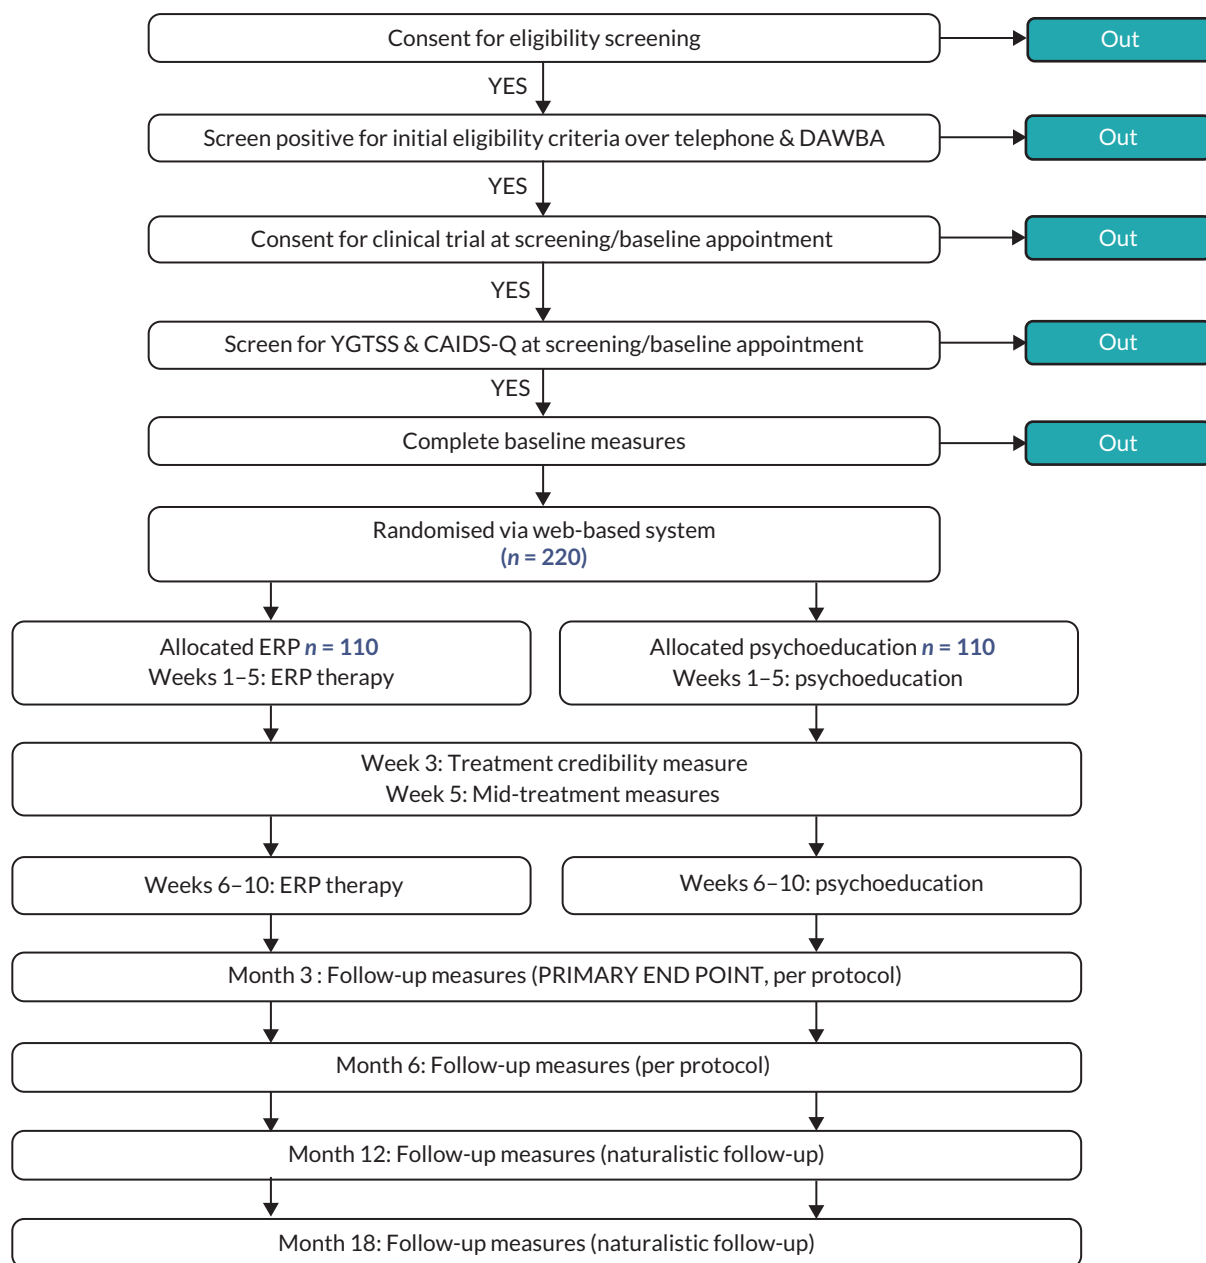 Consent for eligibility screening
Out
YES
Screen positive for initial eligibility criteria over telephone & DAWBA
Out
YES
Consent for clinical trial at screening/baseline appointment
Out
YES
Screen for YGTSS & CAIDS-Q at screening/baseline appointment
Out
YES
Complete baseline measures
Out
Randomised via web-based system
(n = 220)
Allocated ERP n = 110
Weeks 1–5: ERP therapy
Allocated psychoeducation n = 110
Weeks 1–5: psychoeducation
Week 3: Treatment credibility measure
Week 5: Mid-treatment measures
Weeks 6–10: ERP therapy
Weeks 6–10: psychoeducation
Month 3 : Follow-up measures (PRIMARY END POINT, per protocol)
Month 6: Follow-up measures (per protocol)
Month 12: Follow-up measures (naturalistic follow-up)
Month 18: Follow-up measures (naturalistic follow-up)